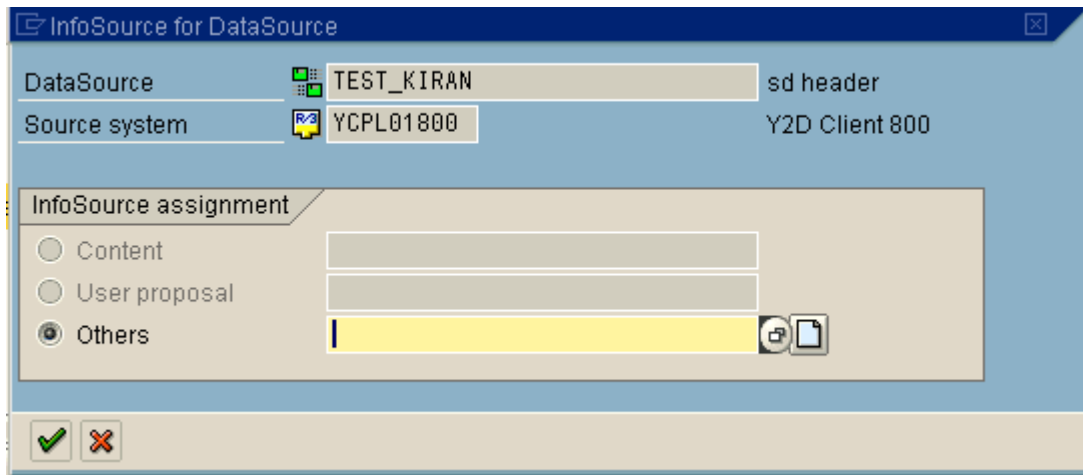 InfoSource for DataSource
DataSource TEST_KIRAN sd header
Source system R/3 YCPL01800 Y2D Client 800
InfoSource assignment
Content
User proposal
Others